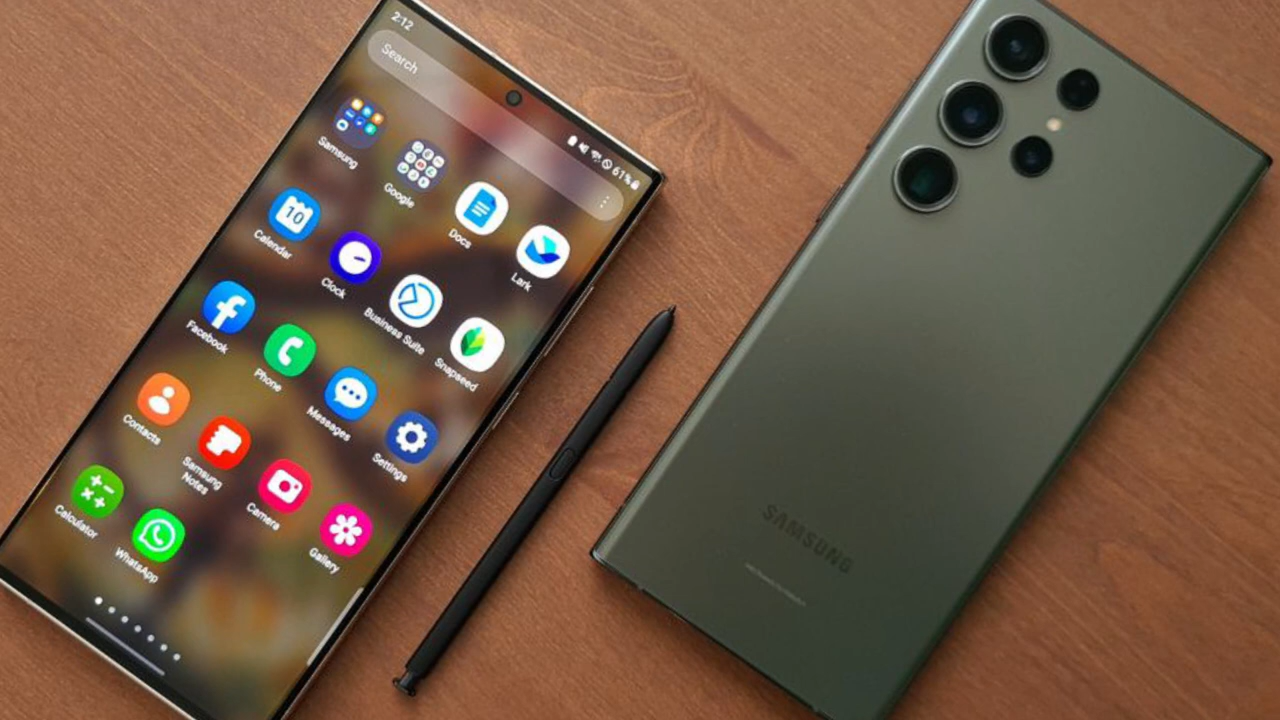 2:12
61%
Search
Samsung
Google
Docs
Lark
10
Calendar
Clock
Business Suite
Snapseed
Facebook
Phone
Messages
Settings
Contacts
Samsung
Notes
Camera
Gallery
Calculator
WhatsApp
SAMSUNG